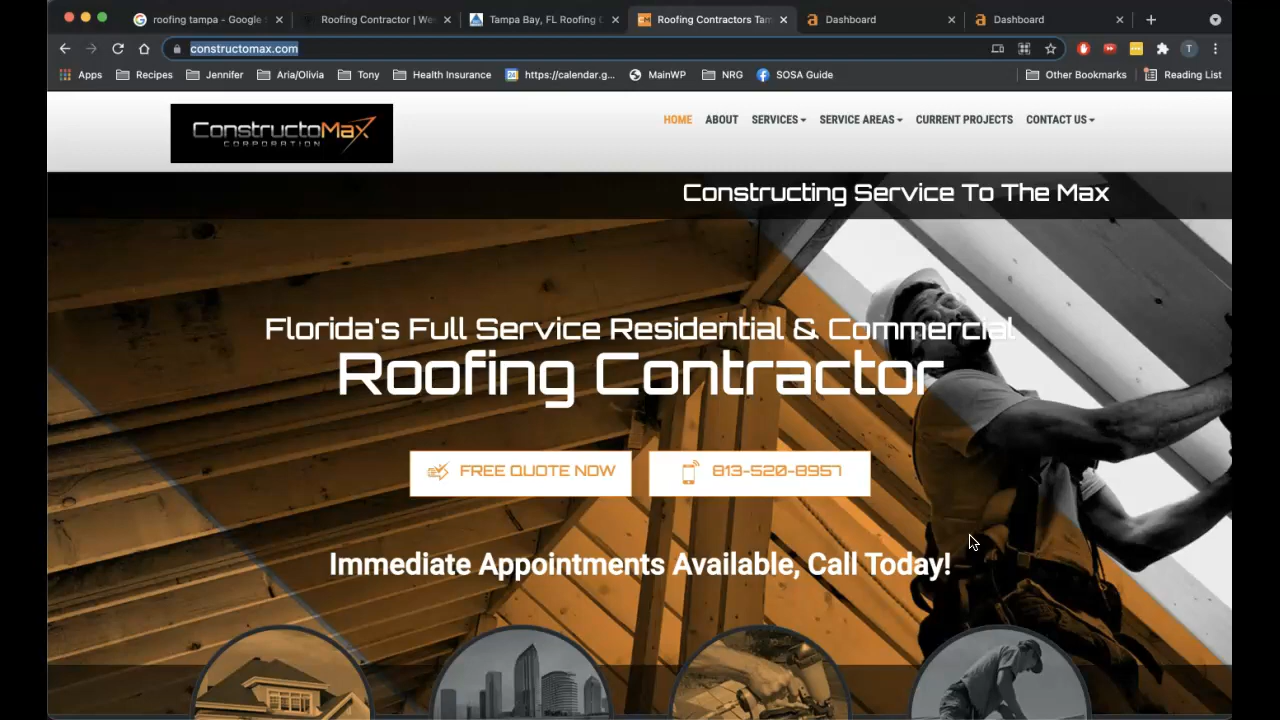 roofing tampa - Google
Roofing Contractor | We
Tampa Bay, FL Roofing
Roofing Contractors Tam
Dashboard
Dashboard
constructomax.com
T
Apps
Recipes
Jennifer
Aria/Olivia
Tony
Health Insurance
https://calendar.g...
MainWP
NRG
SOSA Guide
Other Bookmarks
Reading List
CONSTRUCTOMAX
CORPORATION
HOME
ABOUT
SERVICES
SERVICE AREAS
CURRENT PROJECTS
CONTACT US
Constructing Service To The Max
Florida's Full Service Residential & Commercial
Roofing Contractor
FREE QUOTE NOW
813-520-8957
Immediate Appointments Available, Call Today!